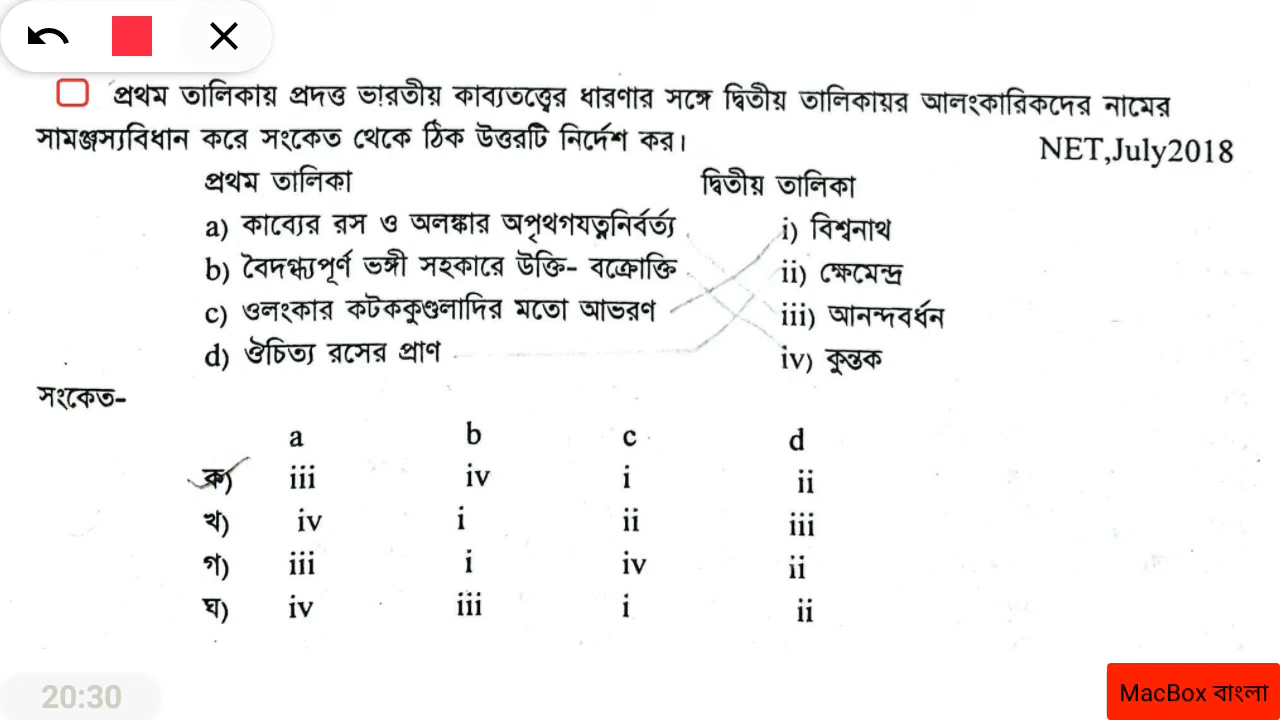 প্রথম তালিকায় প্রদত্ত ভারতীয় কাব্যতত্ত্বের ধারণার সঙ্গে দ্বিতীয় তালিকায়র আলংকারিকদের নামের
সামঞ্জস্যবিধান করে সংকেত থেকে ঠিক উত্তরটি নির্দেশ কর।
NET,July2018
প্রথম তালিকা দ্বিতীয় তালিকা
a) কাব্যের রস ও অলঙ্কার অপৃথগযত্ননির্বর্ত্য i) বিশ্বনাথ
b) বৈদগ্ধ্যপূর্ণ ভঙ্গী সহকারে উক্তি- বক্রোক্তি ii) ক্ষেমেন্দ্র
c) ওলংকার কটককুণ্ডলাদির মতো আভরণ iii) আনন্দবর্ধন
d) ঔচিত্য রসের প্রাণ iv) কুন্তক
সংকেত-
a b c d
ক) iii iv i ii
খ) iv i ii iii
গ) iii i iv ii
ঘ) iv iii i ii
20:30
MacBox বাংলা